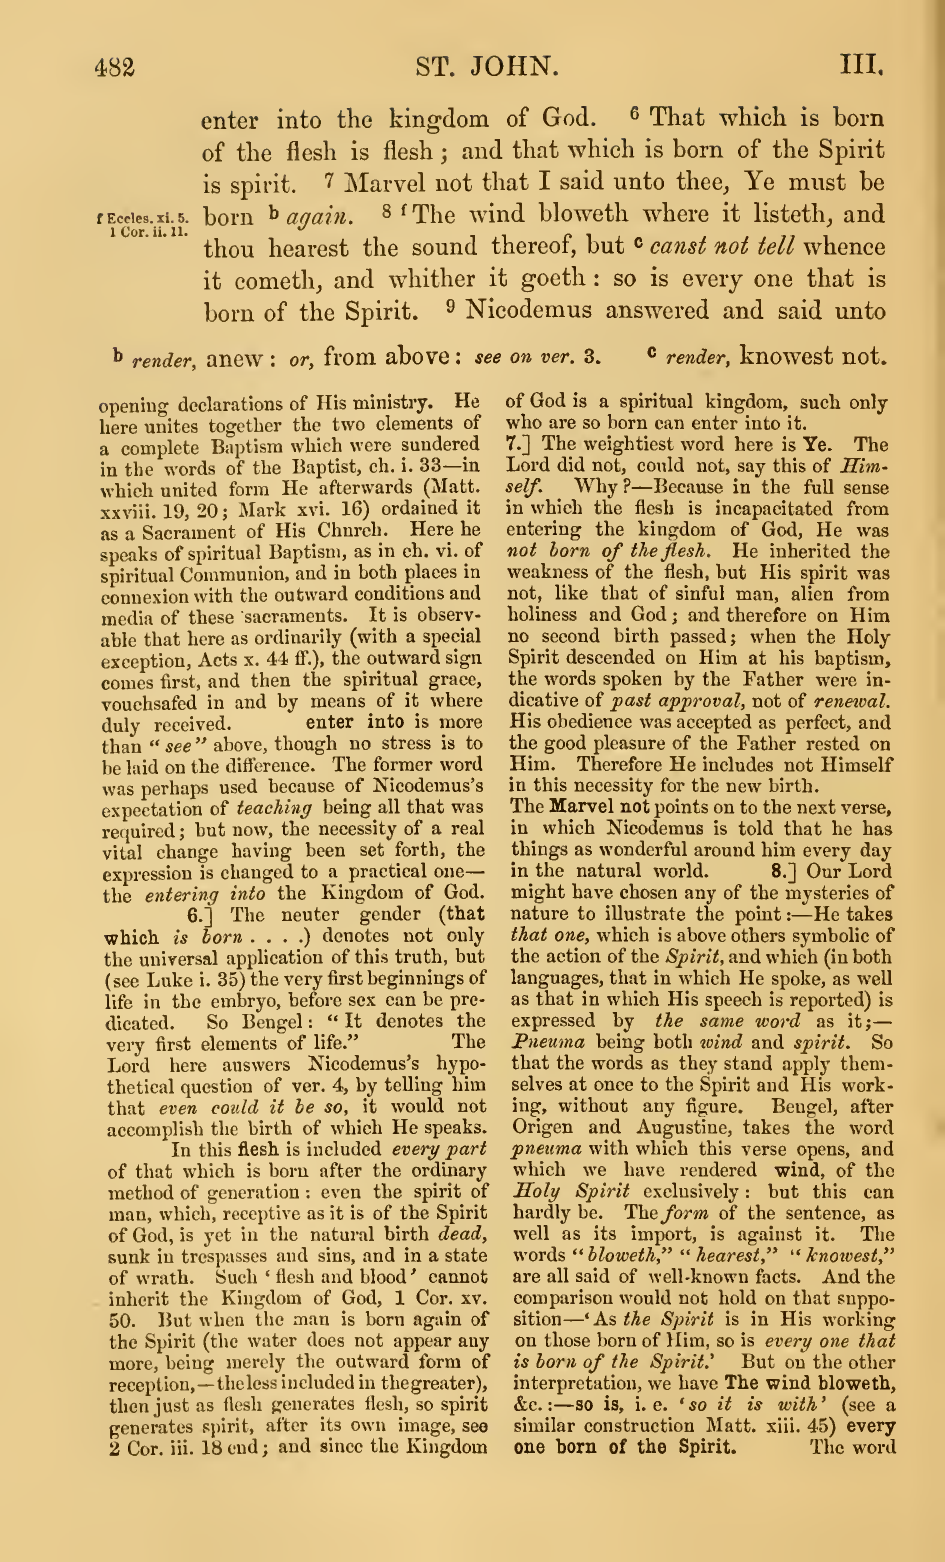 482
ST. JOHN.
III.
enter into the kingdom of God. 6 That which is born
of the flesh is flesh; and that which is born of the Spirit
is spirit. 7 Marvel not that I said unto thee, Ye must be
f Eccles. xi. 5.
1 Cor. ii. 11.
born b again. 8 f The wind bloweth where it listeth, and
thou hearest the sound thereof, but c canst not tell whence
it cometh, and whither it goeth: so is every one that is
born of the Spirit. 9 Nicodemus answered and said unto
b render, anew: or, from above: see on ver. 3. c render, knowest not.
opening declarations of His ministry. He
here unites together the two elements of
a complete Baptism which were sundered
in the words of the Baptist, ch. i. 33—in
which united form He afterwards (Matt.
xxviii. 19, 20; Mark xvi. 16) ordained it
as a Sacrament of His Church. Here he
speaks of spiritual Baptism, as in ch. vi. of
spiritual Communion, and in both places in
connexion with the outward conditions and
media of these sacraments. It is observ-
able that here as ordinarily (with a special
exception, Acts x. 44 ff.), the outward sign
comes first, and then the spiritual grace,
vouchsafed in and by means of it where
duly received. enter into is more
than "see" above, though no stress is to
be laid on the difference. The former word
was perhaps used because of Nicodemus's
expectation of teaching being all that was
required; but now, the necessity of a real
vital change having been set forth, the
expression is changed to a practical one—
the entering into the Kingdom of God.
6.] The neuter gender (that
which is born . . . .) denotes not only
the universal application of this truth, but
(see Luke i. 35) the very first beginnings of
life in the embryo, before sex can be pre-
dicated. So Bengel: "It denotes the
very first elements of life." The
Lord here answers Nicodemus's hypo-
thetical question of ver. 4, by telling him
that even could it be so, it would not
accomplish the birth of which He speaks.
In this flesh is included every part
of that which is born after the ordinary
method of generation: even the spirit of
man, which, receptive as it is of the Spirit
of God, is yet in the natural birth dead,
sunk in trespasses and sins, and in a state
of wrath. Such 'flesh and blood' cannot
inherit the Kingdom of God, 1 Cor. xv.
50. But when the man is born again of
the Spirit (the water does not appear any
more, being merely the outward form of
reception,—the less included in the greater),
then just as flesh generates flesh, so spirit
generates spirit, after its own image, see
2 Cor. iii. 18 end; and since the Kingdom
of God is a spiritual kingdom, such only
who are so born can enter into it.
7.] The weightiest word here is Ye. The
Lord did not, could not, say this of Him-
self. Why?—Because in the full sense
in which the flesh is incapacitated from
entering the kingdom of God, He was
not born of the flesh. He inherited the
weakness of the flesh, but His spirit was
not, like that of sinful man, alien from
holiness and God; and therefore on Him
no second birth passed; when the Holy
Spirit descended on Him at his baptism,
the words spoken by the Father were in-
dicative of past approval, not of renewal.
His obedience was accepted as perfect, and
the good pleasure of the Father rested on
Him. Therefore He includes not Himself
in this necessity for the new birth.
The Marvel not points on to the next verse,
in which Nicodemus is told that he has
things as wonderful around him every day
in the natural world. 8.] Our Lord
might have chosen any of the mysteries of
nature to illustrate the point:—He takes
that one, which is above others symbolic of
the action of the Spirit, and which (in both
languages, that in which He spoke, as well
as that in which His speech is reported) is
expressed by the same word as it;—
Pneuma being both wind and spirit. So
that the words as they stand apply them-
selves at once to the Spirit and His work-
ing, without any figure. Bengel, after
Origen and Augustine, takes the word
pneuma with which this verse opens, and
which we have rendered wind, of the
Holy Spirit exclusively: but this can
hardly be. The form of the sentence, as
well as its import, is against it. The
words "bloweth," "hearest," "knowest,"
are all said of well-known facts. And the
comparison would not hold on that suppo-
sition—'As the Spirit is in His working
on those born of Him, so is every one that
is born of the Spirit.' But on the other
interpretation, we have The wind bloweth,
&c.:—so is, i. e. 'so it is with' (see a
similar construction Matt. xiii. 45) every
one born of the Spirit. The word